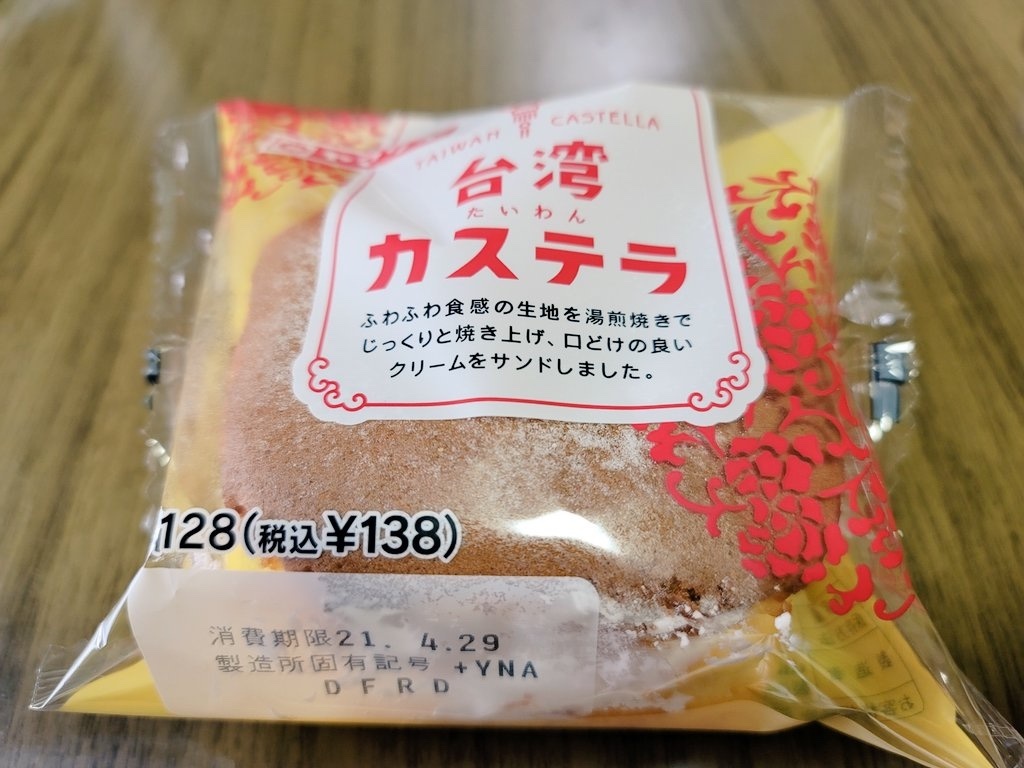 TAIWAN CASTELLA
台湾
たいわん
カステラ
ふわふわ食感の生地を湯煎焼きで
じっくりと焼き上げ、口どけの良い
クリームをサンドしました。
128(税込¥138)
消費期限21. 4.29
製造所固有記号 +YNA
DFRD